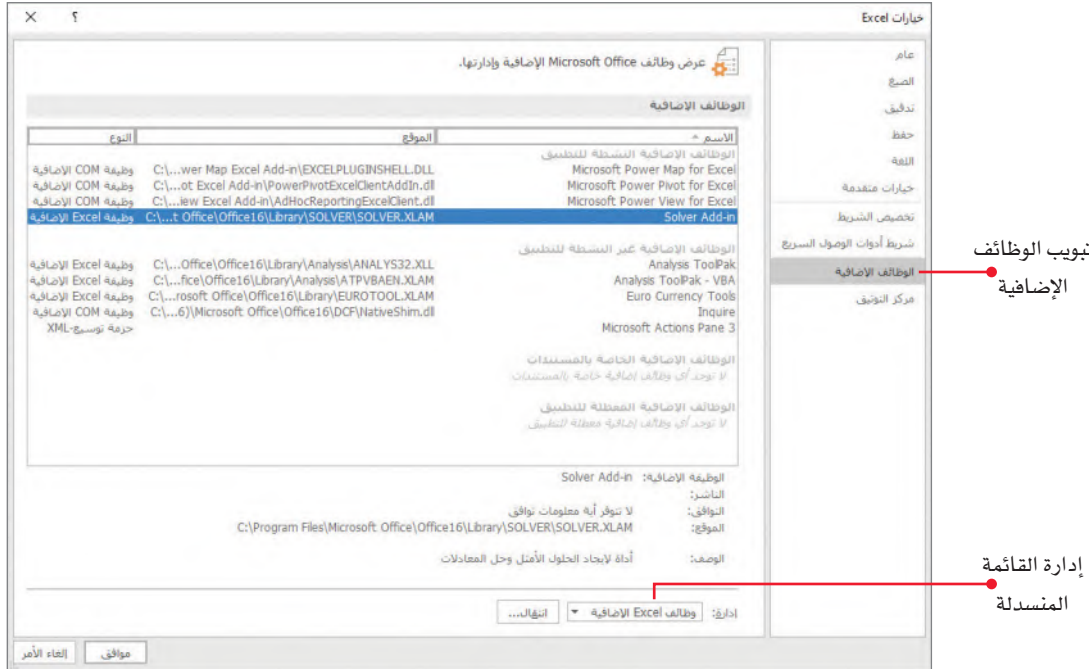 خيارات Excel
؟ ×
عام
الصيغ
تدقيق
حفظ
اللغة
خيارات متقدمة
تخصيص الشريط
شريط أدوات الوصول السريع
الوظائف الإضافية
مركز التوثيق
تبويب الوظائف
الإضافية
عرض وظائف Microsoft Office الإضافية وإدارتها.
الوظائف الإضافية
الاسم الموقع النوع
الوظائف الإضافية النشطة للتطبيق
Microsoft Power Map for Excel C:\...wer Map Excel Add-in\EXCELPLUGINSHELL.DLL وظيفة COM الإضافية
Microsoft Power Pivot for Excel C:\...ot Excel Add-in\PowerPivotExcelClientAddIn.dll وظيفة COM الإضافية
Microsoft Power View for Excel C:\...iew Excel Add-in\AdHocReportingExcelClient.dll وظيفة COM الإضافية
Solver Add-in C:\...t Office\Office16\Library\SOLVER\SOLVER.XLAM وظيفة Excel الإضافية
الوظائف الإضافية غير النشطة للتطبيق
Analysis ToolPak C:\...Office\Office16\Library\Analysis\ANALYS32.XLL وظيفة Excel الإضافية
Analysis ToolPak - VBA C:\...fice\Office16\Library\Analysis\ATPVBAEN.XLAM وظيفة Excel الإضافية
Euro Currency Tools C:\...rosoft Office\Office16\Library\EUROTOOL.XLAM وظيفة Excel الإضافية
Inquire C:\...6)\Microsoft Office\Office16\DCF\NativeShim.dll وظيفة COM الإضافية
Microsoft Actions Pane 3 حزمة توسيع-XML
الوظائف الإضافية الخاصة بالمستندات
لا توجد أي وظائف إضافية خاصة بالمستندات
الوظائف الإضافية المعطلة للتطبيق
لا توجد أي وظائف إضافية معطلة للتطبيق
الوظيفة الإضافية: Solver Add-in
الناشر:
التوافق: لا تتوفر أية معلومات توافق
الموقع: C:\Program Files\Microsoft Office\Office16\Library\SOLVER\SOLVER.XLAM
الوصف: أداة لإيجاد الحلول الأمثل وحل المعادلات
إدارة القائمة
المنسدلة
إدارة: وظائف Excel الإضافية انتقال...
موافق إلغاء الأمر